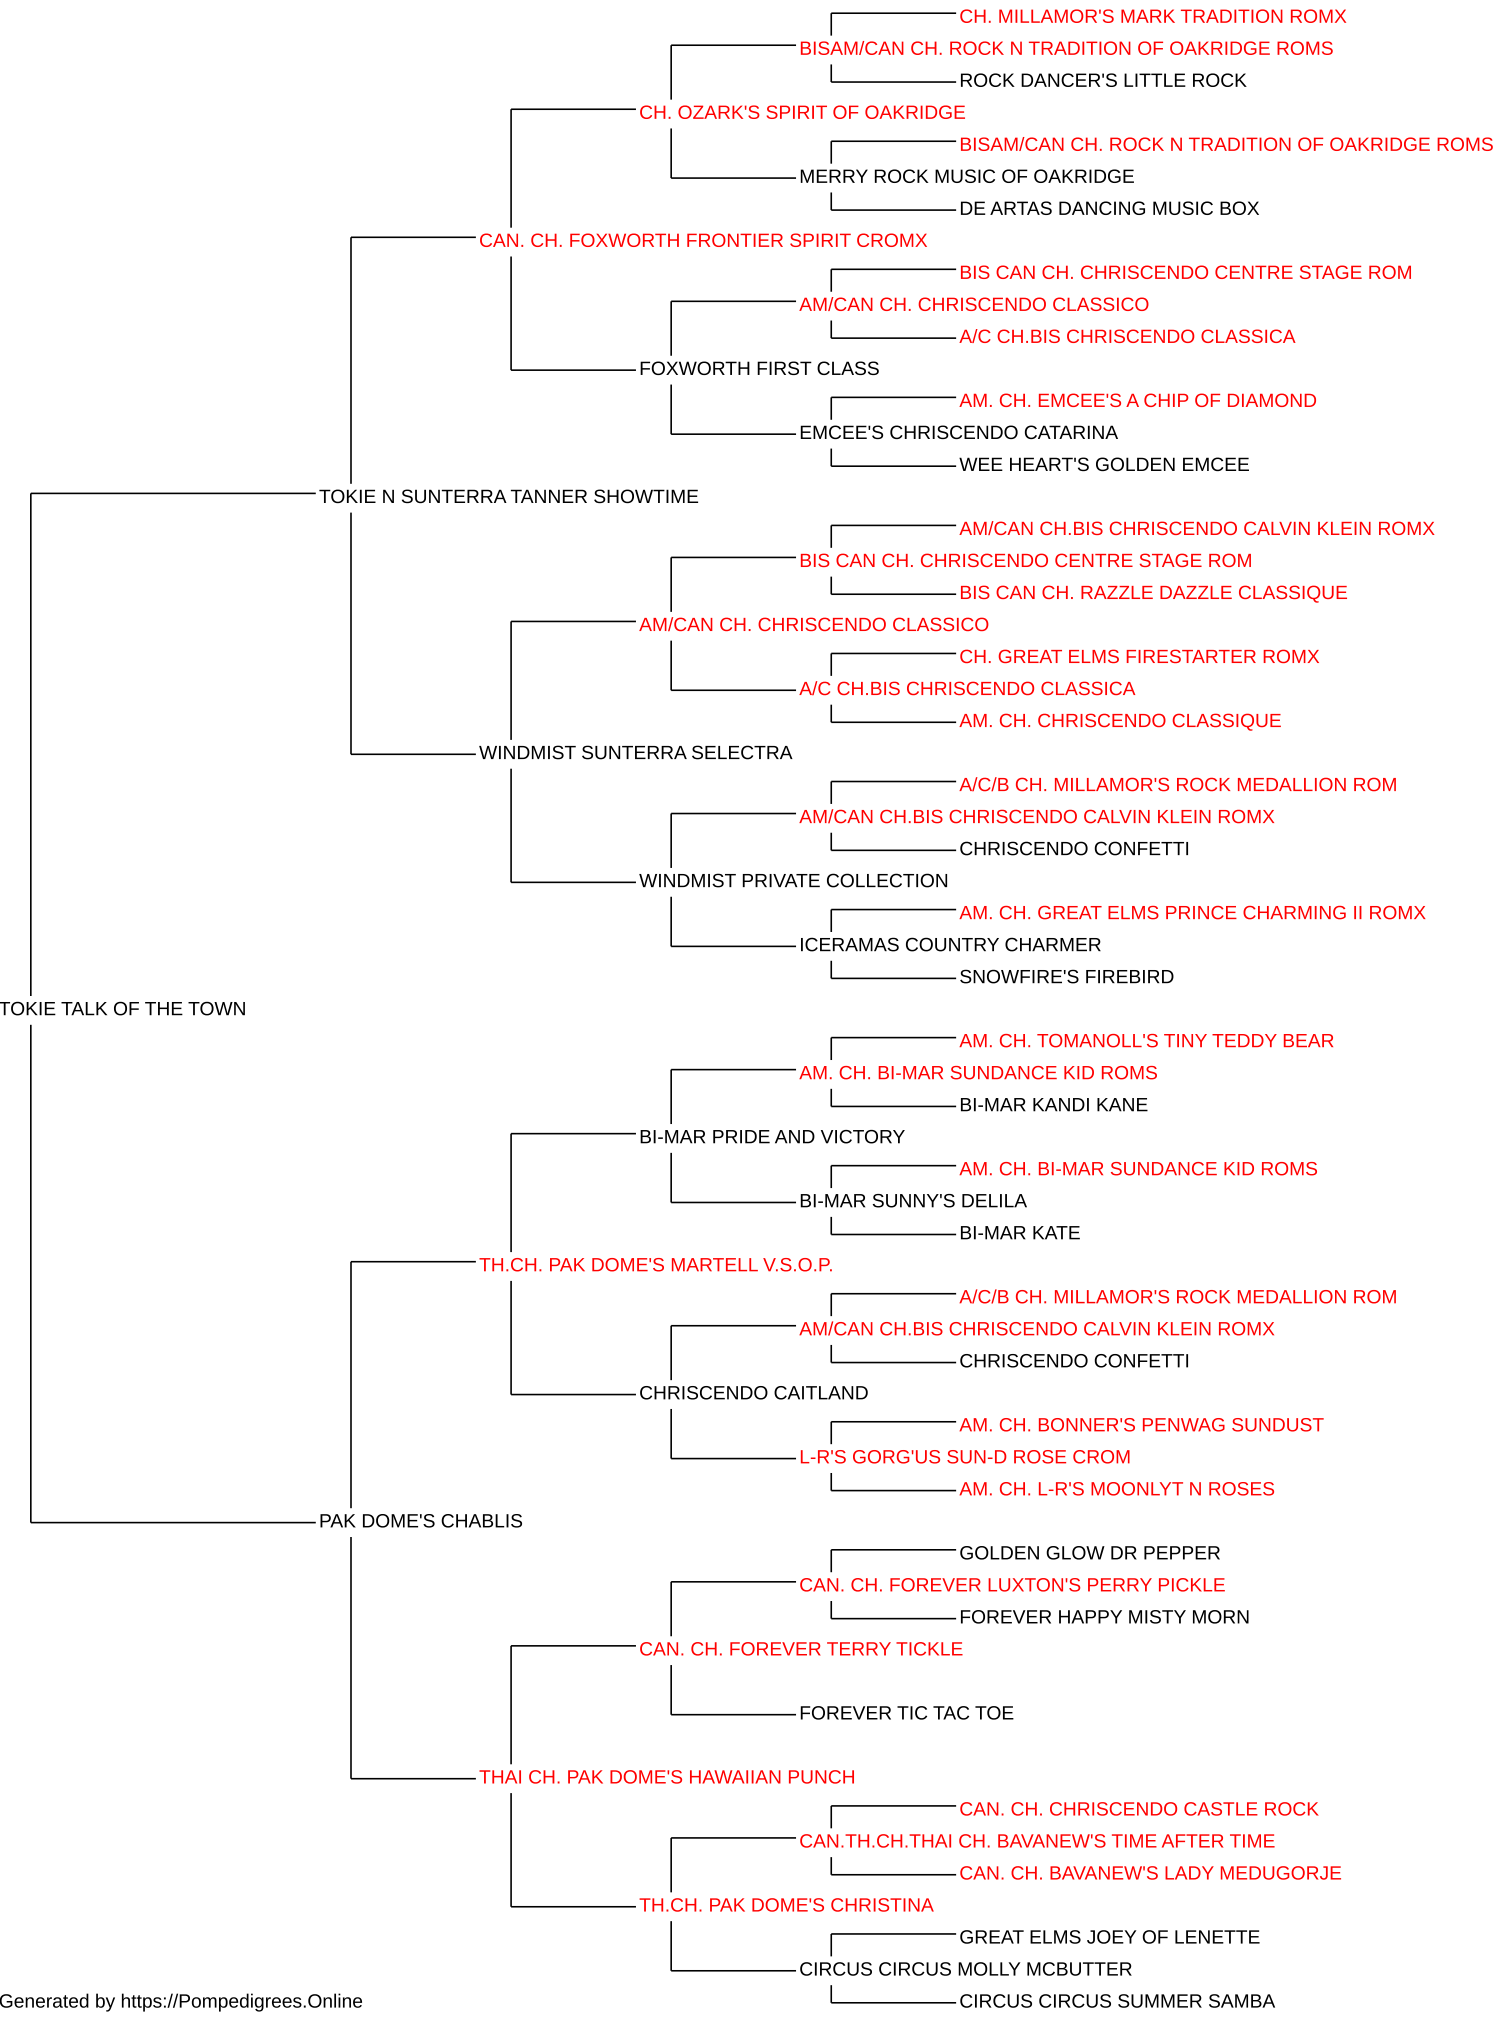 CH. MILLAMOR'S MARK TRADITION ROMX
BISAM/CAN CH. ROCK N TRADITION OF OAKRIDGE ROMS
ROCK DANCER'S LITTLE ROCK
CH. OZARK'S SPIRIT OF OAKRIDGE
BISAM/CAN CH. ROCK N TRADITION OF OAKRIDGE ROMS
MERRY ROCK MUSIC OF OAKRIDGE
DE ARTAS DANCING MUSIC BOX
CAN. CH. FOXWORTH FRONTIER SPIRIT CROMX
BIS CAN CH. CHRISCENDO CENTRE STAGE ROM
AM/CAN CH. CHRISCENDO CLASSICO
A/C CH.BIS CHRISCENDO CLASSICA
FOXWORTH FIRST CLASS
AM. CH. EMCEE'S A CHIP OF DIAMOND
EMCEE'S CHRISCENDO CATARINA
WEE HEART'S GOLDEN EMCEE
TOKIE N SUNTERRA TANNER SHOWTIME
AM/CAN CH.BIS CHRISCENDO CALVIN KLEIN ROMX
BIS CAN CH. CHRISCENDO CENTRE STAGE ROM
BIS CAN CH. RAZZLE DAZZLE CLASSIQUE
AM/CAN CH. CHRISCENDO CLASSICO
CH. GREAT ELMS FIRESTARTER ROMX
A/C CH.BIS CHRISCENDO CLASSICA
AM. CH. CHRISCENDO CLASSIQUE
WINDMIST SUNTERRA SELECTRA
A/C/B CH. MILLAMOR'S ROCK MEDALLION ROM
AM/CAN CH.BIS CHRISCENDO CALVIN KLEIN ROMX
CHRISCENDO CONFETTI
WINDMIST PRIVATE COLLECTION
AM. CH. GREAT ELMS PRINCE CHARMING II ROMX
ICERAMAS COUNTRY CHARMER
SNOWFIRE'S FIREBIRD
TOKIE TALK OF THE TOWN
AM. CH. TOMANOLL'S TINY TEDDY BEAR
AM. CH. BI-MAR SUNDANCE KID ROMS
BI-MAR KANDI KANE
BI-MAR PRIDE AND VICTORY
AM. CH. BI-MAR SUNDANCE KID ROMS
BI-MAR SUNNY'S DELILA
BI-MAR KATE
TH.CH. PAK DOME'S MARTELL V.S.O.P.
A/C/B CH. MILLAMOR'S ROCK MEDALLION ROM
AM/CAN CH.BIS CHRISCENDO CALVIN KLEIN ROMX
CHRISCENDO CONFETTI
CHRISCENDO CAITLAND
AM. CH. BONNER'S PENWAG SUNDUST
L-R'S GORG'US SUN-D ROSE CROM
AM. CH. L-R'S MOONLYT N ROSES
PAK DOME'S CHABLIS
GOLDEN GLOW DR PEPPER
CAN. CH. FOREVER LUXTON'S PERRY PICKLE
FOREVER HAPPY MISTY MORN
CAN. CH. FOREVER TERRY TICKLE
FOREVER TIC TAC TOE
THAI CH. PAK DOME'S HAWAIIAN PUNCH
CAN. CH. CHRISCENDO CASTLE ROCK
CAN.TH.CH.THAI CH. BAVANEW'S TIME AFTER TIME
CAN. CH. BAVANEW'S LADY MEDUGORJE
TH.CH. PAK DOME'S CHRISTINA
GREAT ELMS JOEY OF LENETTE
CIRCUS CIRCUS MOLLY MCBUTTER
CIRCUS CIRCUS SUMMER SAMBA
Generated by https://Pompedigrees.Online